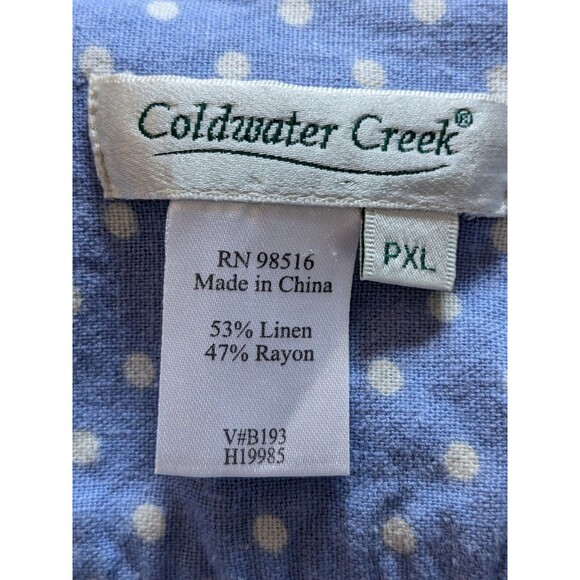 Coldwater Creek®
PXL
RN 98516
Made in China
53% Linen
47% Rayon
V#B193
H19985